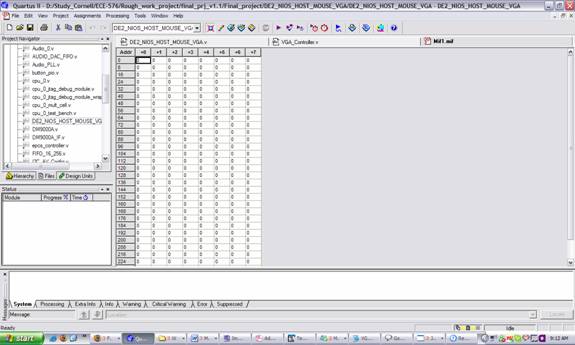 Quartus II - D:/Study_Cornell/ECE-576/Rough_work_project/final_prj_v1.1/Final_project/DE2_NIOS_HOST_MOUSE_VGA/DE2_NIOS_HOST_MOUSE_VGA - DE2_NIOS_HOST_MOUSE_VGA
File Edit View Project Assignments Processing Tools Window Help
DE2_NIOS_HOST_MOUSE_VGA
Project Navigator
DE2_NIOS_HOST_MOUSE_VGA.v
VGA_Controller.v
Mif1.mif
Audio_0.v
AUDIO_DAC_FIFO.v
Audio_PLL.v
button_pio.v
cpu_0.v
cpu_0_jtag_debug_module.v
cpu_0_jtag_debug_module_wrap
cpu_0_mult_cell.v
cpu_0_test_bench.v
DE2_NIOS_HOST_MOUSE_VG
DM9000A.v
DM9000A_IF.v
epcs_controller.v
FIFO_16_256.v
Hierarchy Files Design Units
Status
Module Progress % Time
Addr +0 +1 +2 +3 +4 +5 +6 +7
0 0 0 0 0 0 0 0
8 0 0 0 0 0 0 0 0
16 0 0 0 0 0 0 0 0
24 0 0 0 0 0 0 0 0
32 0 0 0 0 0 0 0 0
40 0 0 0 0 0 0 0 0
48 0 0 0 0 0 0 0 0
56 0 0 0 0 0 0 0 0
64 0 0 0 0 0 0 0 0
72 0 0 0 0 0 0 0 0
80 0 0 0 0 0 0 0 0
88 0 0 0 0 0 0 0 0
96 0 0 0 0 0 0 0 0
104 0 0 0 0 0 0 0 0
112 0 0 0 0 0 0 0 0
120 0 0 0 0 0 0 0 0
128 0 0 0 0 0 0 0 0
136 0 0 0 0 0 0 0 0
144 0 0 0 0 0 0 0 0
152 0 0 0 0 0 0 0 0
160 0 0 0 0 0 0 0 0
168 0 0 0 0 0 0 0 0
176 0 0 0 0 0 0 0 0
184 0 0 0 0 0 0 0 0
192 0 0 0 0 0 0 0 0
200 0 0 0 0 0 0 0 0
208 0 0 0 0 0 0 0 0
216 0 0 0 0 0 0 0 0
224 0 0 0 0 0 0 0 0
Messages
System Processing Extra Info Info Warning Critical Warning Error Suppressed
Message: Location: Locate
Ready
Idle
START
9:12 AM